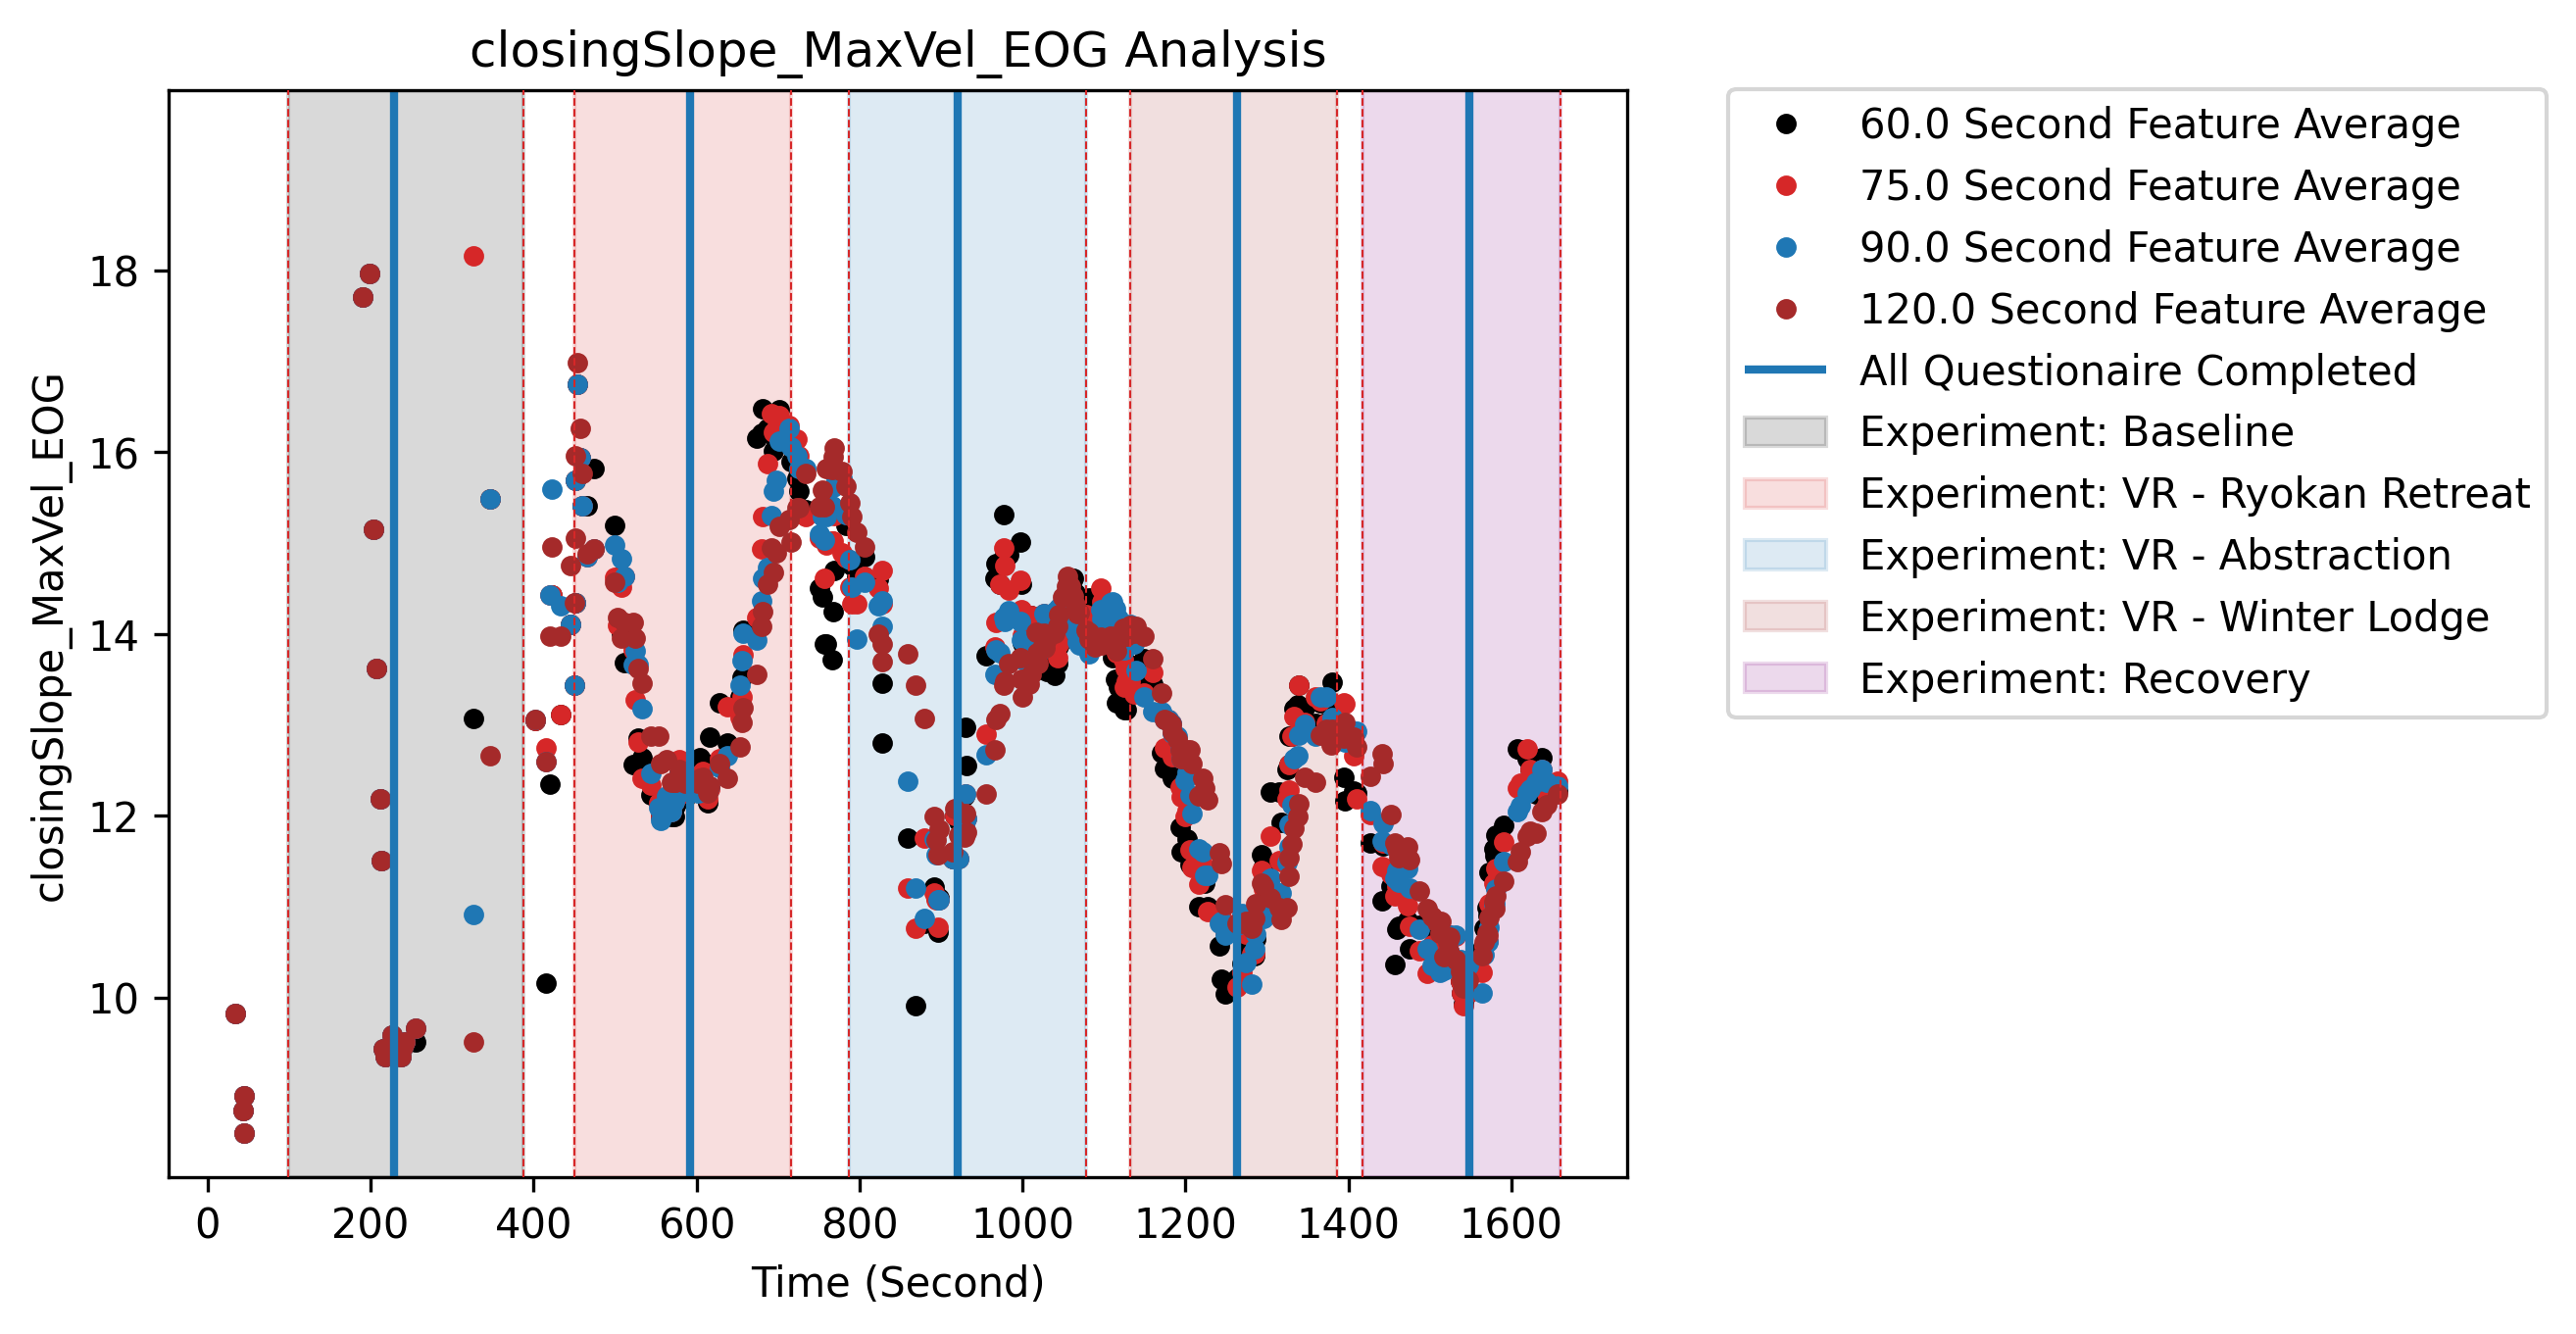 closingSlope_MaxVel_EOG Analysis
closingSlope_MaxVel_EOG
18
16
14
12
10
0 200 400 600 800 1000 1200 1400 1600
Time (Second)
60.0 Second Feature Average
75.0 Second Feature Average
90.0 Second Feature Average
120.0 Second Feature Average
All Questionaire Completed
Experiment: Baseline
Experiment: VR - Ryokan Retreat
Experiment: VR - Abstraction
Experiment: VR - Winter Lodge
Experiment: Recovery